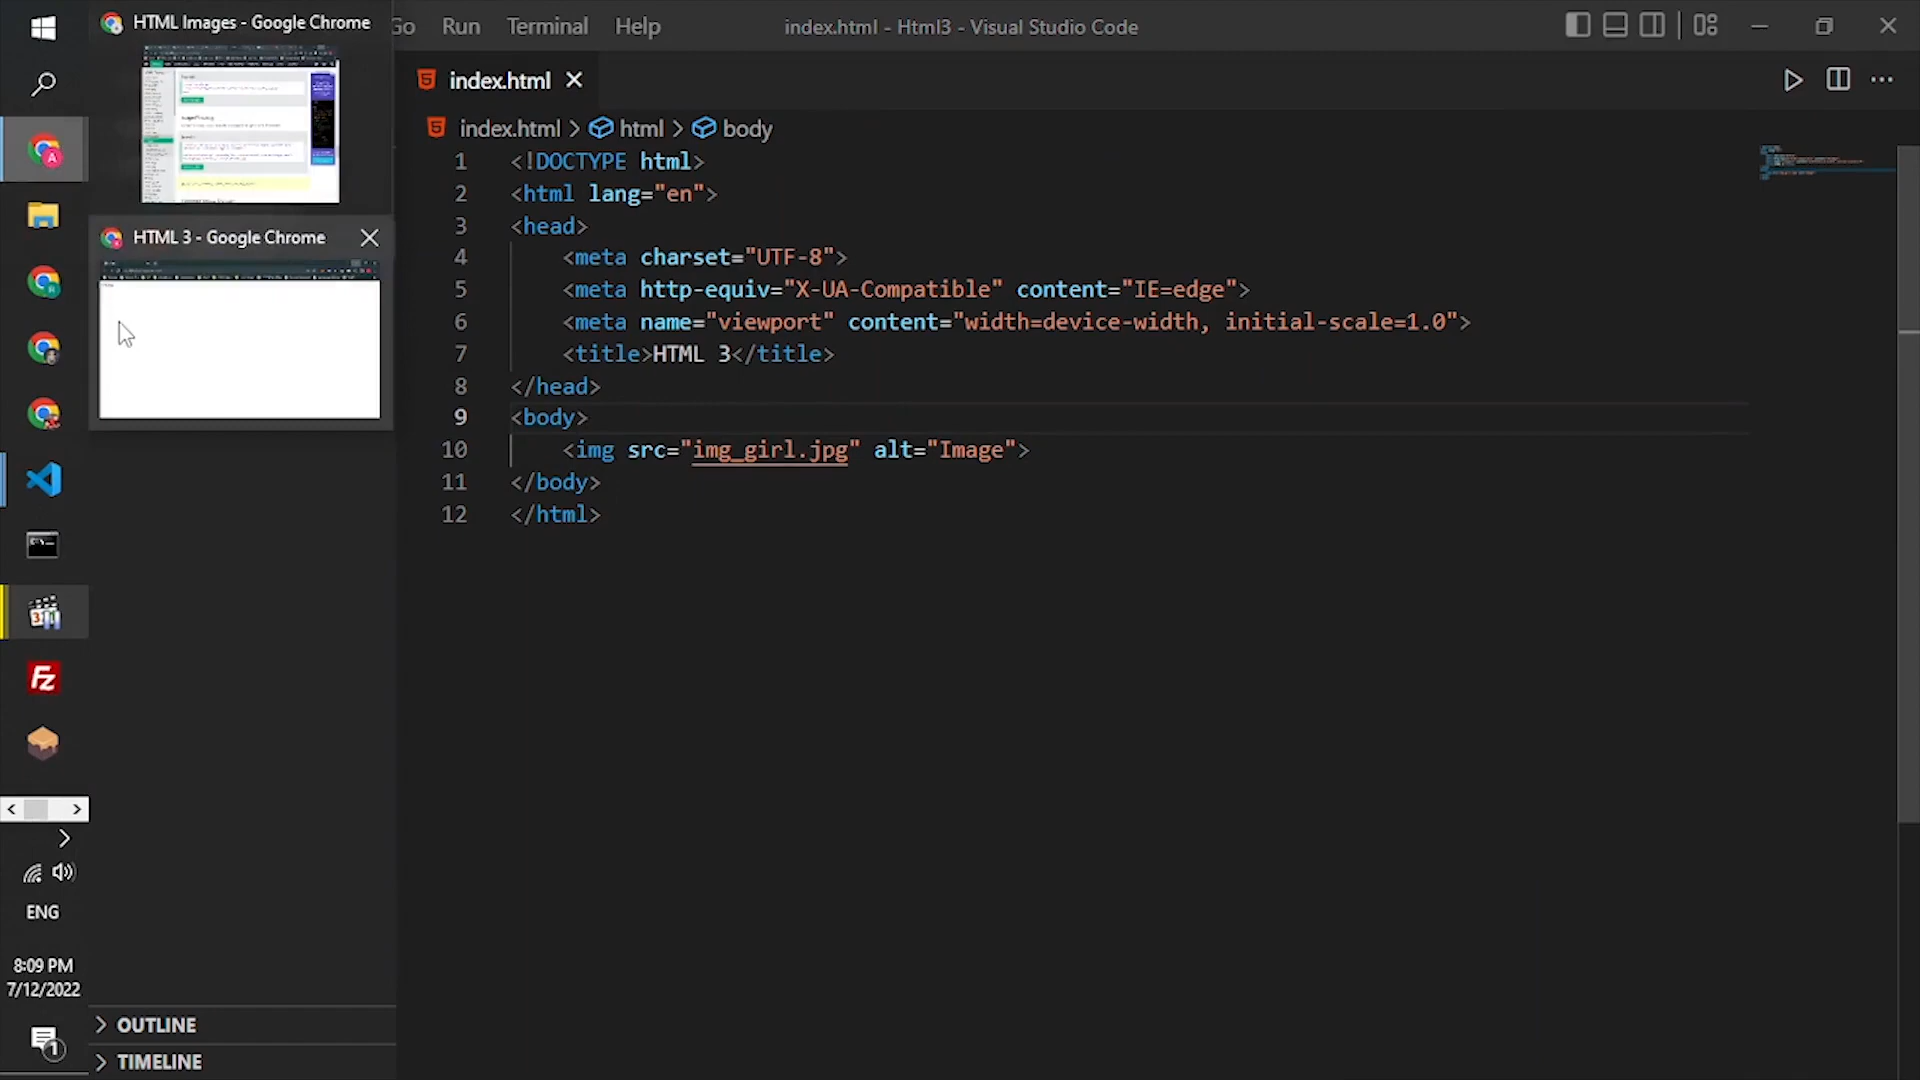 HTML Images - Google Chrome
Go Run Terminal Help
index.html - Html3 - Visual Studio Code
index.html
index.html > html > body
HTML 3 - Google Chrome
1 <!DOCTYPE html>
2 <html lang="en">
3 <head>
4 <meta charset="UTF-8">
5 <meta http-equiv="X-UA-Compatible" content="IE=edge">
6 <meta name="viewport" content="width=device-width, initial-scale=1.0">
7 <title>HTML 3</title>
8 </head>
9 <body>
10 <img src="img_girl.jpg" alt="Image">
11 </body>
12 </html>
Fz
ENG
8:09 PM
7/12/2022
1
OUTLINE
TIMELINE